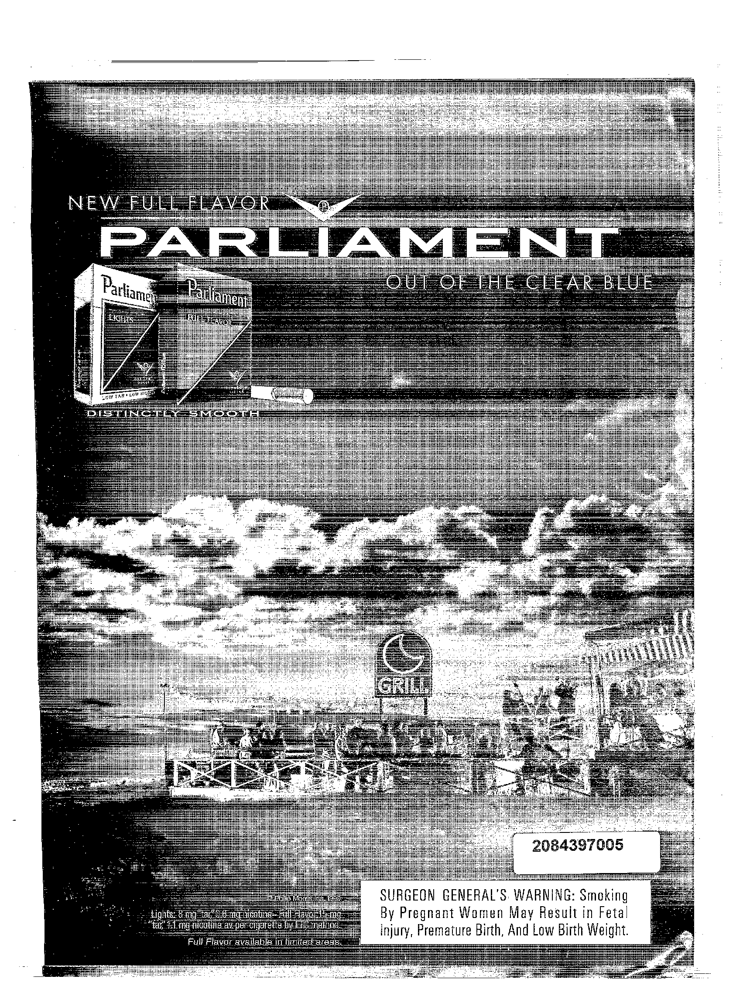 NEW FULL FLAVOR
PARLIAMENT
OUT OF THE CLEAR BLUE
Parliament
Parliament
LIGHTS
FULL FLAVOR
DISTINCTLY SMOOTH
GRILL
2084397005
Lights: 8 mg "tar," 0.6 mg nicotine—Full Flavor: 15 mg
"tar," 1.1 mg nicotine av. per cigarette by FTC method.
Full Flavor available in limited areas.
SURGEON GENERAL'S WARNING: Smoking
By Pregnant Women May Result in Fetal
Injury, Premature Birth, And Low Birth Weight.